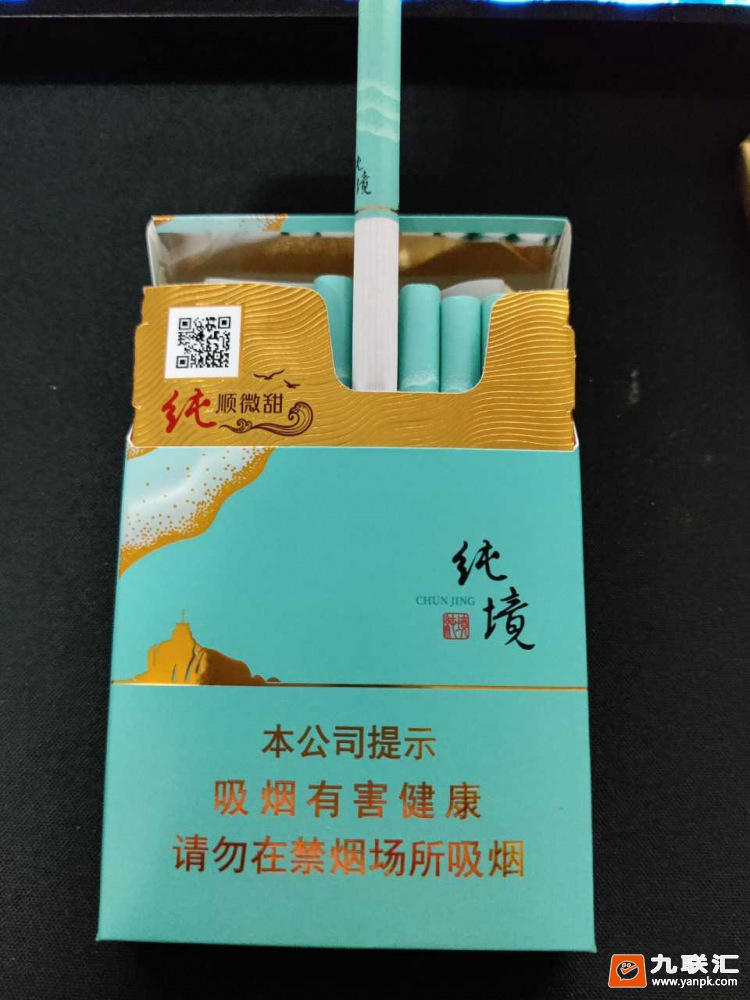 境
纯顺微甜
纯境
CHUN JING
本公司提示
吸烟有害健康
请勿在禁烟场所吸烟
九联汇
www.yanpk.com